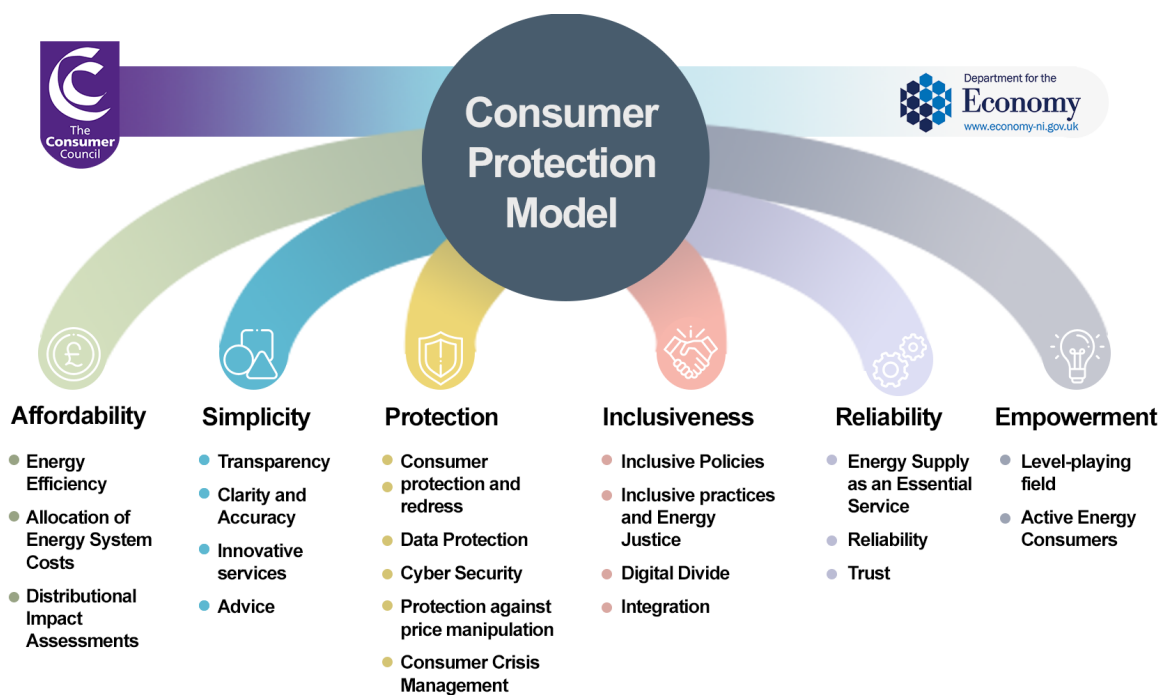 The
Consumer
Council
Consumer
Protection
Model
Department for the
Economy
www.economy-ni.gov.uk
£
Affordability
Energy
Efficiency
Allocation of
Energy System
Costs
Distributional
Impact
Assessments
Simplicity
Transparency
Clarity and
Accuracy
Innovative
services
Advice
Protection
Consumer
protection and
redress
Data Protection
Cyber Security
Protection against
price manipulation
Consumer Crisis
Management
Inclusiveness
Inclusive Policies
Inclusive practices
and Energy
Justice
Digital Divide
Integration
Reliability
Energy Supply
as an Essential
Service
Reliability
Trust
Empowerment
Level-playing
field
Active Energy
Consumers